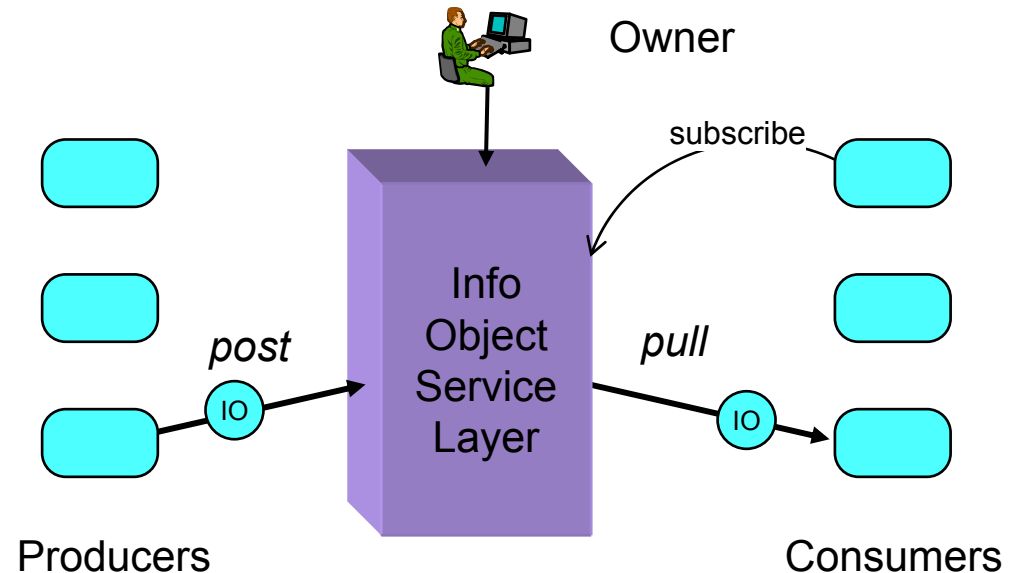 Owner
subscribe
Info
Object
Service
Layer
post
IO
pull
IO
Producers
Consumers